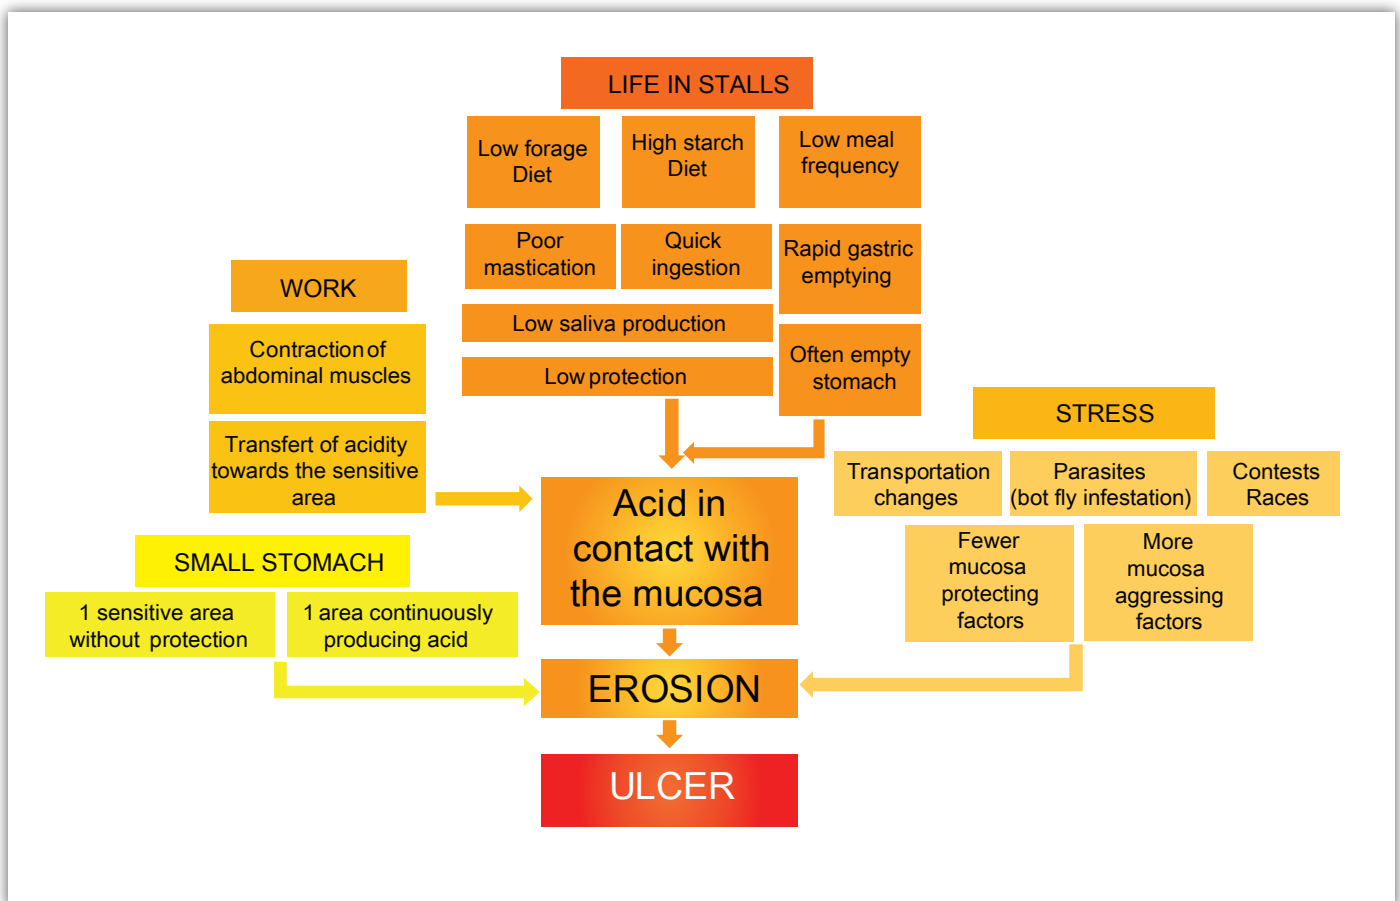 LIFE IN STALLS
Low forage
Diet
High starch
Diet
Low meal
frequency
Poor
mastication
Quick
ingestion
Rapid gastric
emptying
Low saliva production
Low protection
Often empty
stomach
WORK
Contraction of
abdominal muscles
Transfert of acidity
towards the sensitive
area
SMALL STOMACH
1 sensitive area
without protection
1 area continuously
producing acid
STRESS
Transportation
changes
Parasites
(bot fly infestation)
Contests
Races
Fewer
mucosa
protecting
factors
More
mucosa
aggressing
factors
Acid in
contact with
the mucosa
EROSION
ULCER